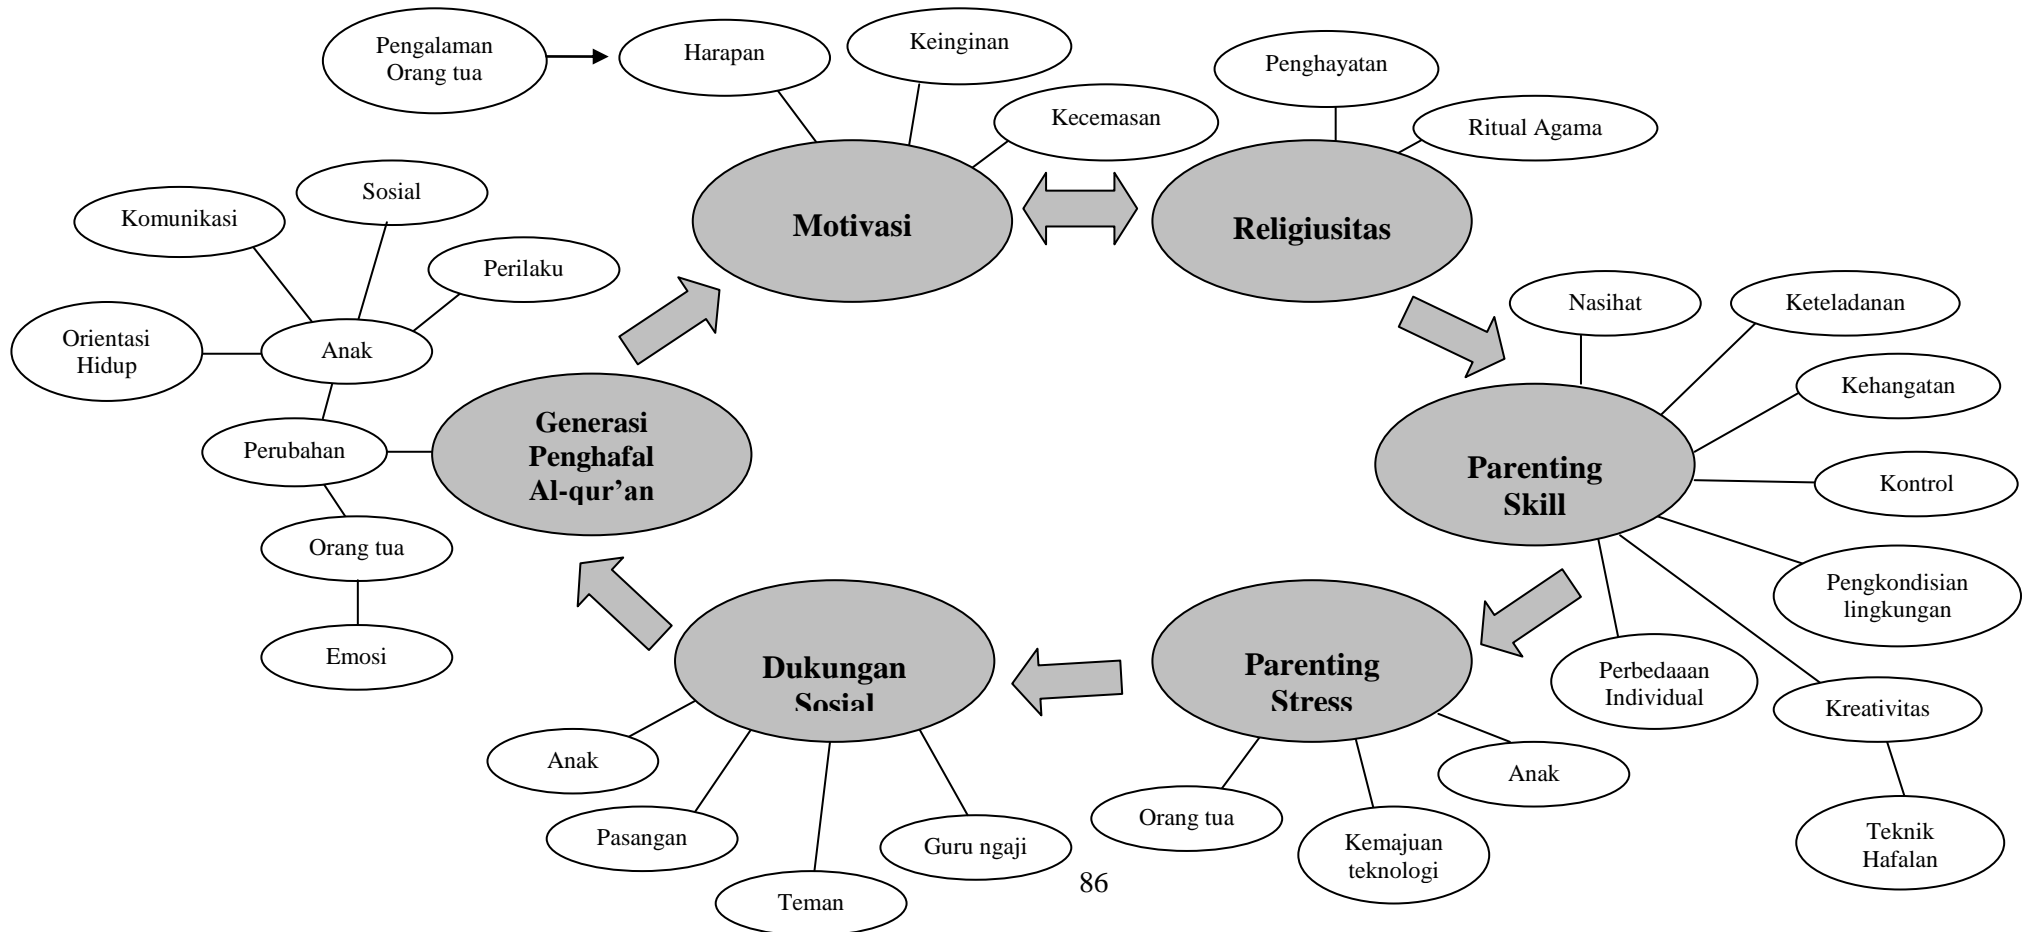 Pengalaman
Orang tua
Harapan
Keinginan
Kecemasan
Penghayatan
Ritual Agama
Motivasi
Religiusitas
Komunikasi
Sosial
Perilaku
Orientasi
Hidup
Anak
Perubahan
Orang tua
Emosi
Generasi
Penghafal
Al-qur’an
Nasihat
Keteladanan
Kehangatan
Kontrol
Pengkondisian
lingkungan
Parenting
Skill
Perbedaaan
Individual
Kreativitas
Teknik
Hafalan
Parenting
Stress
Anak
Kemajuan
teknologi
Orang tua
Dukungan
Sosial
Anak
Pasangan
Teman
Guru ngaji
86